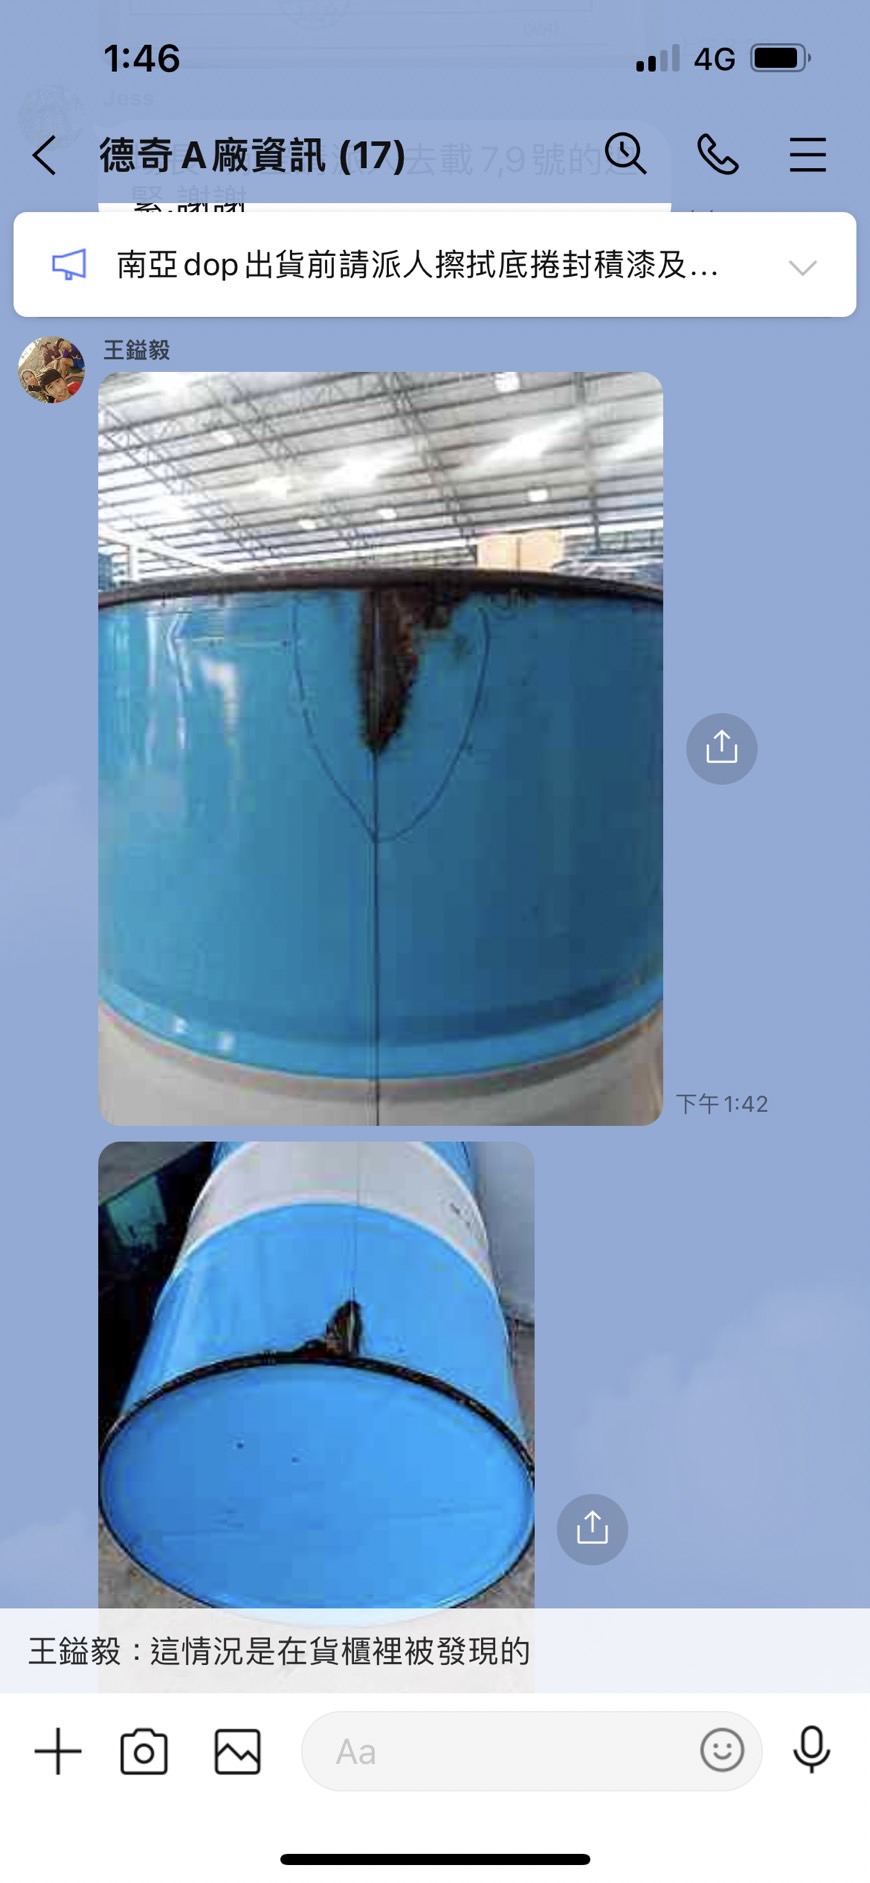 1:46
4G
Jess
德奇A廠資訊 (17)
去載7,9號的
緊,謝謝
南亞dop出貨前請派人擦拭底捲封積漆及...
王鎰毅
下午1:42
王鎰毅：這情況是在貨櫃裡被發現的
Aa